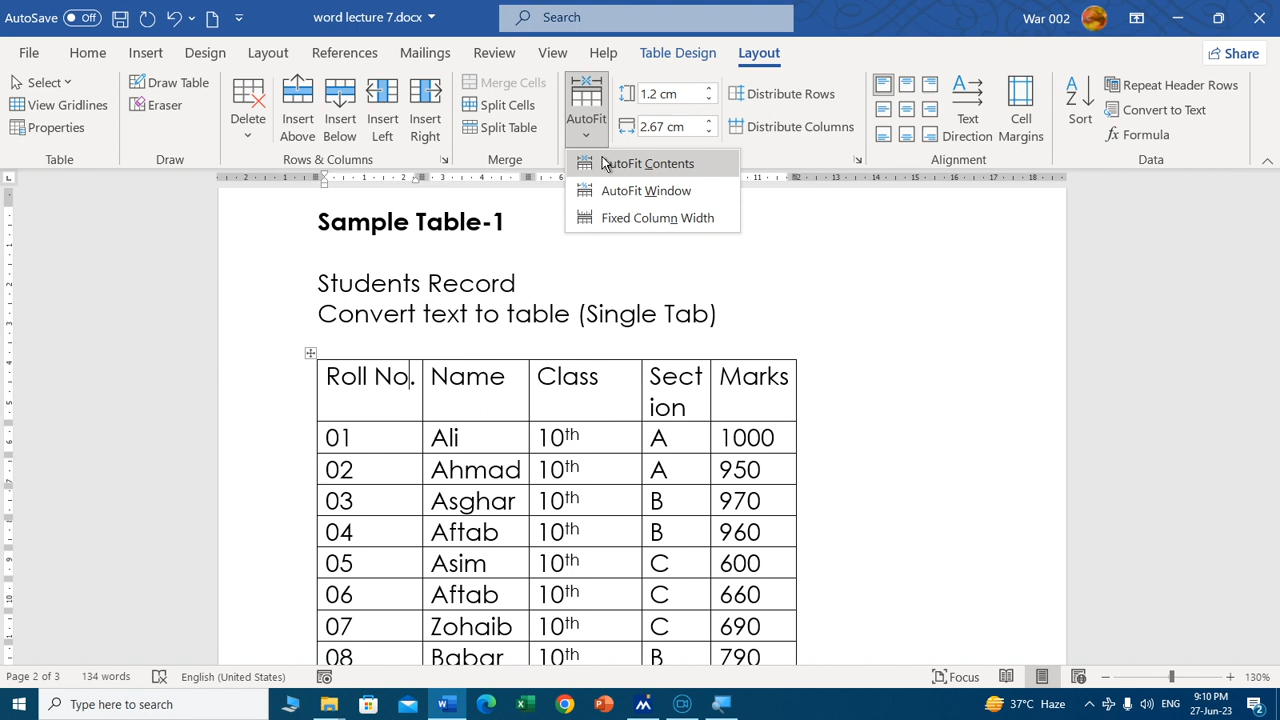 AutoSave Off word lecture 7.docx Search War 002
File Home Insert Design Layout References Mailings Review View Help Table Design Layout Share
Select
View Gridlines
Properties
Table
Draw Table
Eraser
Draw
Delete
Insert Above
Insert Below
Insert Left
Insert Right
Rows & Columns
Merge Cells
Split Cells
Split Table
Merge
AutoFit
1.2 cm
2.67 cm
Distribute Rows
Distribute Columns
Text Direction
Cell Margins
Alignment
Sort
Repeat Header Rows
Convert to Text
Formula
Data
AutoFit Contents
AutoFit Window
Fixed Column Width
Sample Table-1
Students Record
Convert text to table (Single Tab)
Roll No. Name Class Sect ion Marks
01 Ali 10th A 1000
02 Ahmad 10th A 950
03 Asghar 10th B 970
04 Aftab 10th B 960
05 Asim 10th C 600
06 Aftab 10th C 660
07 Zohaib 10th C 690
08 Babar 10th B 790
Page 2 of 3 134 words English (United States) Focus 130%
Type here to search 37°C Haze ENG 9:10 PM 27-Jun-23 2